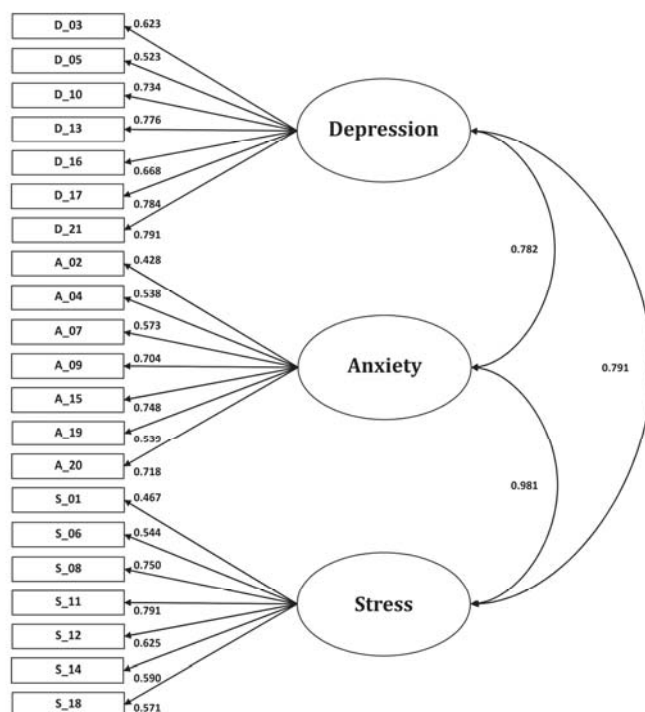 D_03
0.623
D_05
0.523
D_10
0.734
D_13
0.776
D_16
0.668
D_17
0.784
D_21
0.791
Depression
A_02
0.428
A_04
0.538
A_07
0.573
A_09
0.704
A_15
0.748
A_19
0.539
A_20
0.718
Anxiety
S_01
0.467
S_06
0.544
S_08
0.750
S_11
0.791
S_12
0.625
S_14
0.590
S_18
0.571
Stress
0.782
0.791
0.981